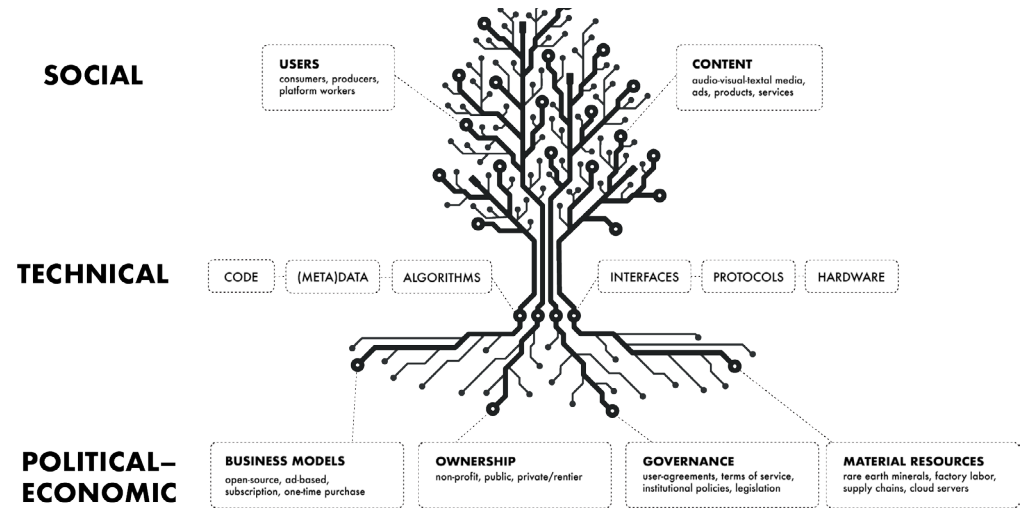 SOCIAL
USERS
consumers, producers,
platform workers
CONTENT
audio-visual-textal media,
ads, products, services
TECHNICAL
CODE
(META)DATA
ALGORITHMS
INTERFACES
PROTOCOLS
HARDWARE
POLITICAL–
ECONOMIC
BUSINESS MODELS
open-source, ad-based,
subscription, one-time purchase
OWNERSHIP
non-profit, public, private/rentier
GOVERNANCE
user-agreements, terms of service,
institutional policies, legislation
MATERIAL RESOURCES
rare earth minerals, factory labor,
supply chains, cloud servers